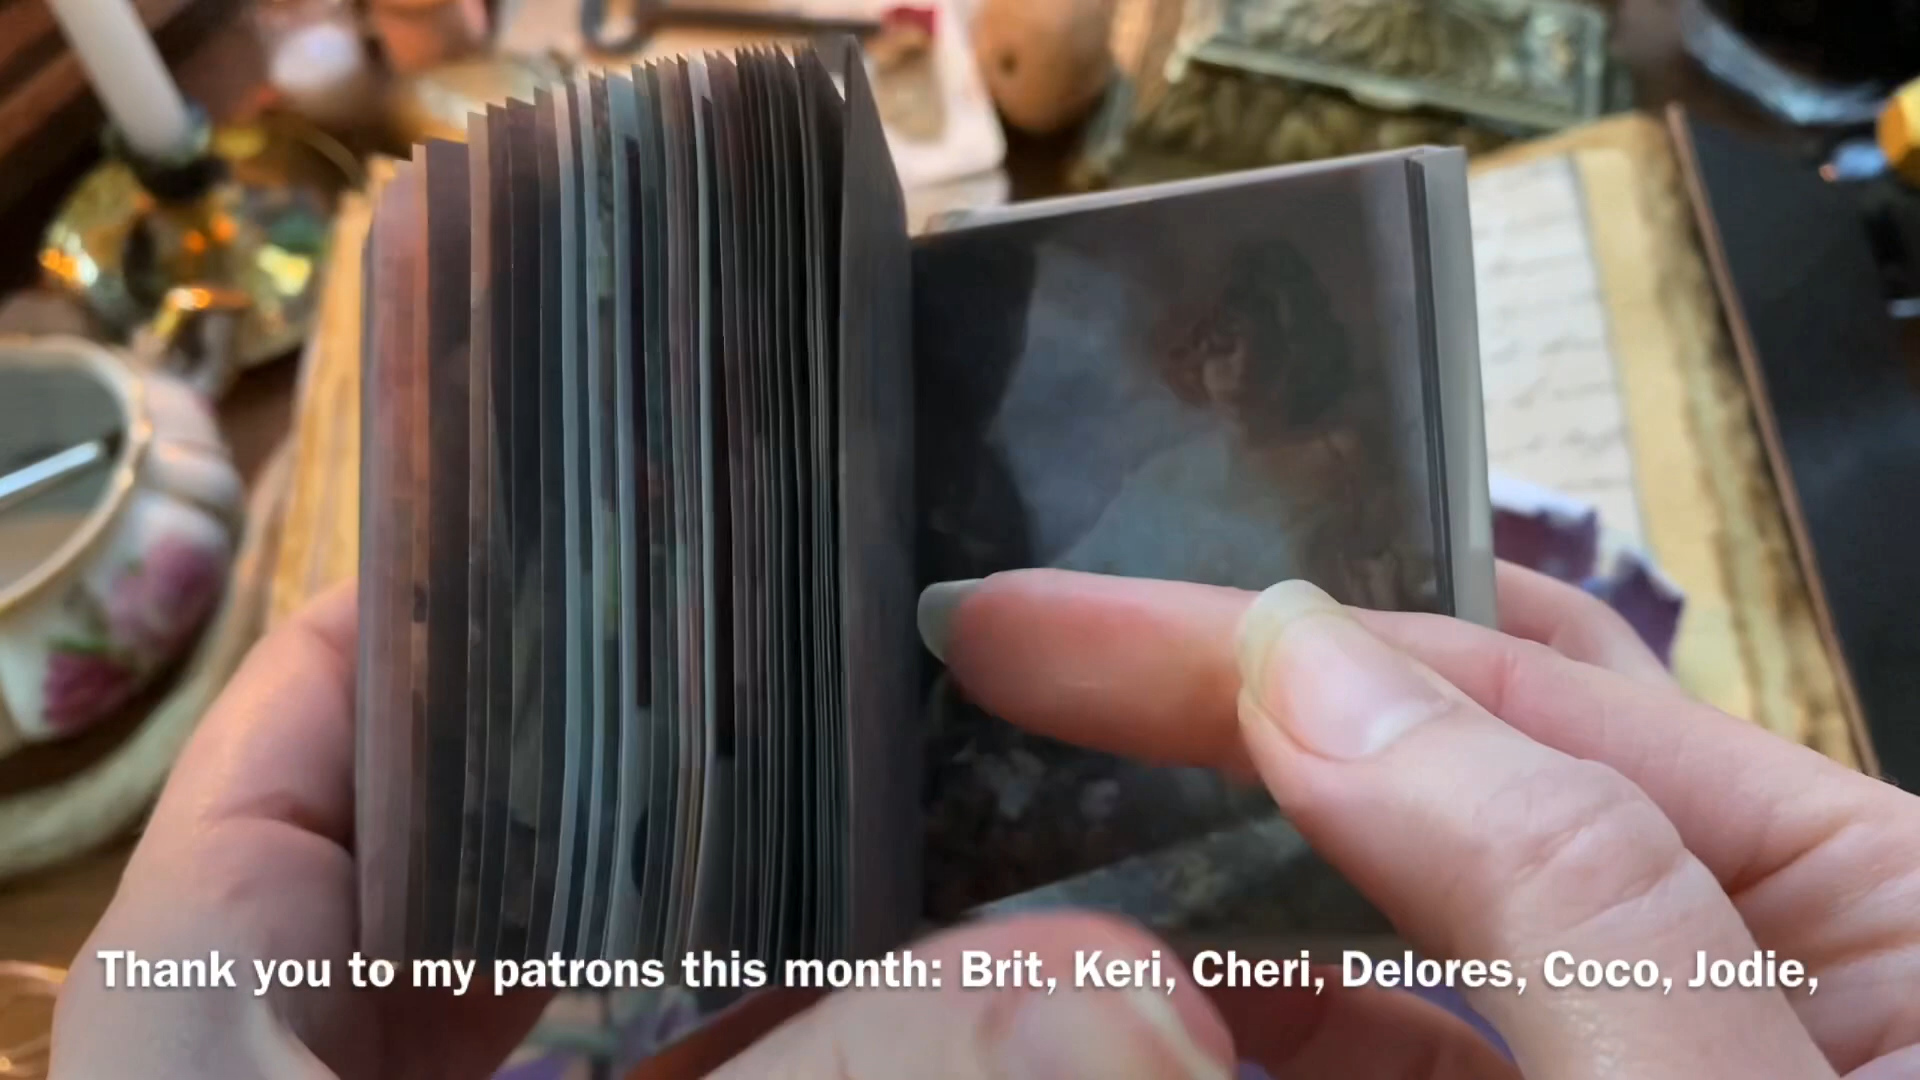 Thank you to my patrons this month: Brit, Keri, Cheri, Delores, Coco, Jodie,